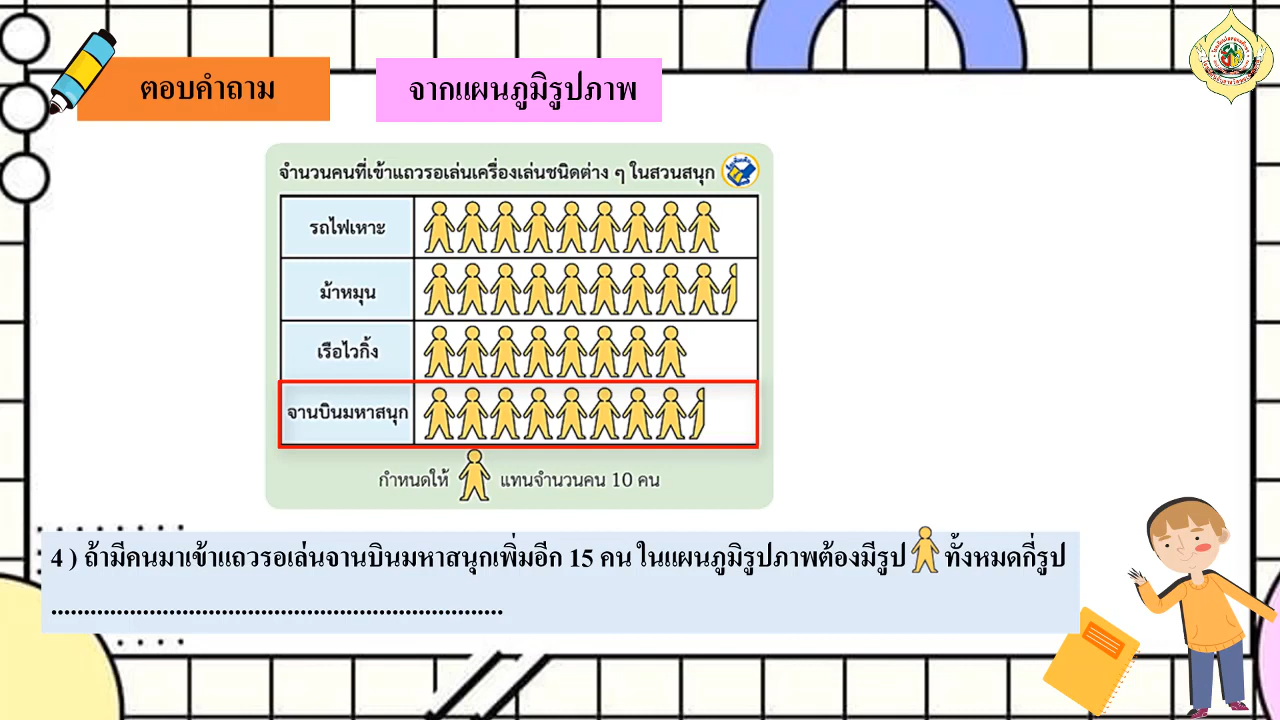 ตอบคำถาม
จากแผนภูมิรูปภาพ
จำนวนคนที่เข้าแถวรอเล่นเครื่องเล่นชนิดต่าง ๆ ในสวนสนุก
รถไฟเหาะ
ม้าหมุน
เรือไวกิ้ง
จานบินมหาสนุก
กำหนดให้ แทนจำนวนคน 10 คน
4 ) ถ้ามีคนมาเข้าแถวรอเล่นจานบินมหาสนุกเพิ่มอีก 15 คน ในแผนภูมิรูปภาพต้องมีรูป ทั้งหมดกี่รูป
.....................................................................